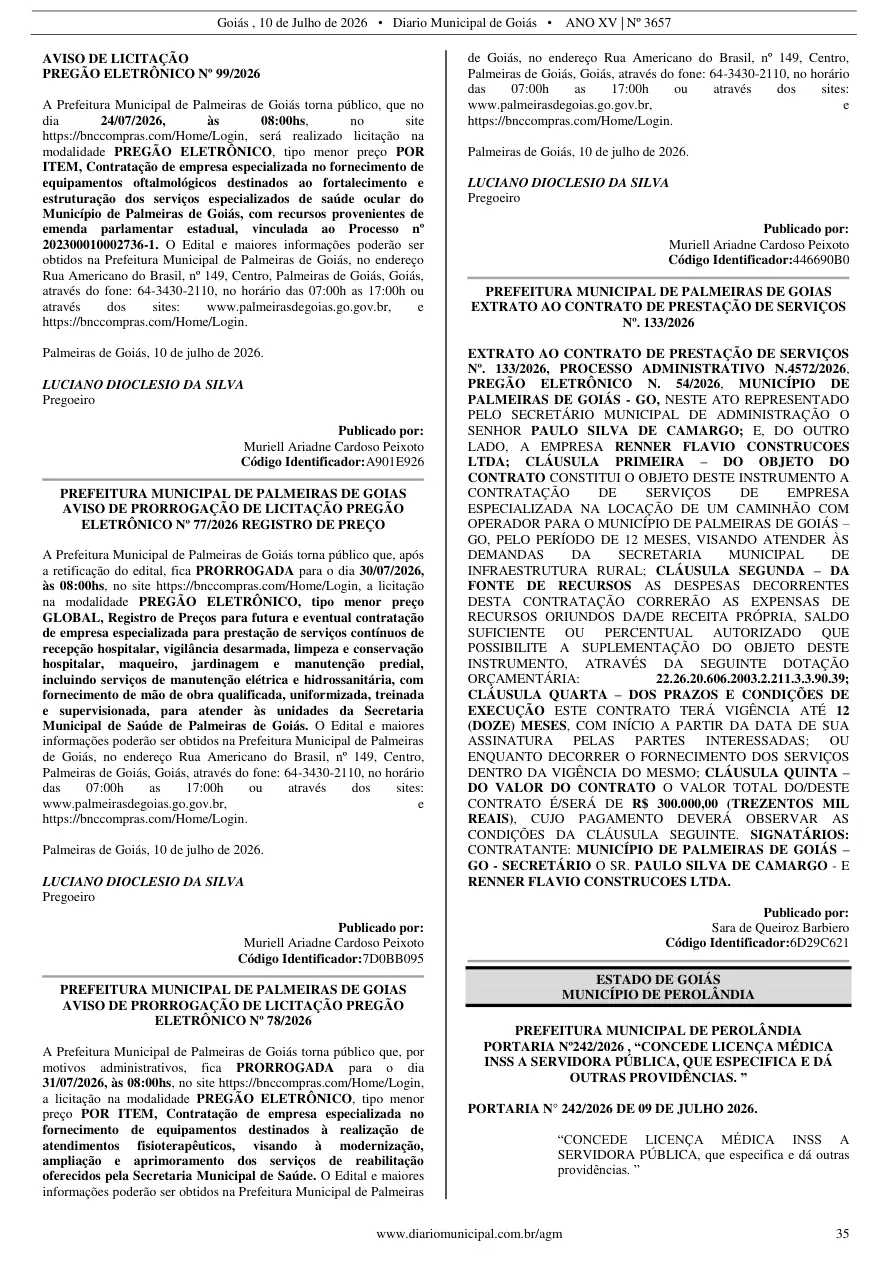 Goiás , 10 de Julho de 2026 • Diario Municipal de Goiás • ANO XV | Nº 3657
AVISO DE LICITAÇÃO
PREGÃO ELETRÔNICO Nº 99/2026
A Prefeitura Municipal de Palmeiras de Goiás torna público, que no
dia 24/07/2026, às 08:00hs, no site
https://bnccompras.com/Home/Login, será realizado licitação na
modalidade PREGÃO ELETRÔNICO, tipo menor preço POR
ITEM, Contratação de empresa especializada no fornecimento de
equipamentos oftalmológicos destinados ao fortalecimento e
estruturação dos serviços especializados de saúde ocular do
Município de Palmeiras de Goiás, com recursos provenientes de
emenda parlamentar estadual, vinculada ao Processo nº
202300010002736-1. O Edital e maiores informações poderão ser
obtidos na Prefeitura Municipal de Palmeiras de Goiás, no endereço
Rua Americano do Brasil, nº 149, Centro, Palmeiras de Goiás, Goiás,
através do fone: 64-3430-2110, no horário das 07:00h as 17:00h ou
através dos sites: www.palmeirasdegoias.go.gov.br, e
https://bnccompras.com/Home/Login.
Palmeiras de Goiás, 10 de julho de 2026.
LUCIANO DIOCLESIO DA SILVA
Pregoeiro
Publicado por:
Muriell Ariadne Cardoso Peixoto
Código Identificador:A901E926
PREFEITURA MUNICIPAL DE PALMEIRAS DE GOIAS
AVISO DE PRORROGAÇÃO DE LICITAÇÃO PREGÃO
ELETRÔNICO Nº 77/2026 REGISTRO DE PREÇO
A Prefeitura Municipal de Palmeiras de Goiás torna público que, após
a retificação do edital, fica PRORROGADA para o dia 30/07/2026,
às 08:00hs, no site https://bnccompras.com/Home/Login, a licitação
na modalidade PREGÃO ELETRÔNICO, tipo menor preço
GLOBAL, Registro de Preços para futura e eventual contratação
de empresa especializada para prestação de serviços contínuos de
recepção hospitalar, vigilância desarmada, limpeza e conservação
hospitalar, maqueiro, jardinagem e manutenção predial,
incluindo serviços de manutenção elétrica e hidrossanitária, com
fornecimento de mão de obra qualificada, uniformizada, treinada
e supervisionada, para atender às unidades da Secretaria
Municipal de Saúde de Palmeiras de Goiás. O Edital e maiores
informações poderão ser obtidos na Prefeitura Municipal de Palmeiras
de Goiás, no endereço Rua Americano do Brasil, nº 149, Centro,
Palmeiras de Goiás, Goiás, através do fone: 64-3430-2110, no horário
das 07:00h as 17:00h ou através dos sites:
www.palmeirasdegoias.go.gov.br, e
https://bnccompras.com/Home/Login.
Palmeiras de Goiás, 10 de julho de 2026.
LUCIANO DIOCLESIO DA SILVA
Pregoeiro
Publicado por:
Muriell Ariadne Cardoso Peixoto
Código Identificador:7D0BB095
PREFEITURA MUNICIPAL DE PALMEIRAS DE GOIAS
AVISO DE PRORROGAÇÃO DE LICITAÇÃO PREGÃO
ELETRÔNICO Nº 78/2026
A Prefeitura Municipal de Palmeiras de Goiás torna público que, por
motivos administrativos, fica PRORROGADA para o dia
31/07/2026, às 08:00hs, no site https://bnccompras.com/Home/Login,
a licitação na modalidade PREGÃO ELETRÔNICO, tipo menor
preço POR ITEM, Contratação de empresa especializada no
fornecimento de equipamentos destinados à realização de
atendimentos fisioterapêuticos, visando à modernização,
ampliação e aprimoramento dos serviços de reabilitação
oferecidos pela Secretaria Municipal de Saúde. O Edital e maiores
informações poderão ser obtidos na Prefeitura Municipal de Palmeiras
de Goiás, no endereço Rua Americano do Brasil, nº 149, Centro,
Palmeiras de Goiás, Goiás, através do fone: 64-3430-2110, no horário
das 07:00h as 17:00h ou através dos sites:
www.palmeirasdegoias.go.gov.br, e
https://bnccompras.com/Home/Login.
Palmeiras de Goiás, 10 de julho de 2026.
LUCIANO DIOCLESIO DA SILVA
Pregoeiro
Publicado por:
Muriell Ariadne Cardoso Peixoto
Código Identificador:446690B0
PREFEITURA MUNICIPAL DE PALMEIRAS DE GOIAS
EXTRATO AO CONTRATO DE PRESTAÇÃO DE SERVIÇOS
Nº. 133/2026
EXTRATO AO CONTRATO DE PRESTAÇÃO DE SERVIÇOS
Nº. 133/2026, PROCESSO ADMINISTRATIVO N.4572/2026,
PREGÃO ELETRÔNICO N. 54/2026, MUNICÍPIO DE
PALMEIRAS DE GOIÁS - GO, NESTE ATO REPRESENTADO
PELO SECRETÁRIO MUNICIPAL DE ADMINISTRAÇÃO O
SENHOR PAULO SILVA DE CAMARGO; E, DO OUTRO
LADO, A EMPRESA RENNER FLAVIO CONSTRUCOES
LTDA; CLÁUSULA PRIMEIRA – DO OBJETO DO
CONTRATO CONSTITUI O OBJETO DESTE INSTRUMENTO A
CONTRATAÇÃO DE SERVIÇOS DE EMPRESA
ESPECIALIZADA NA LOCAÇÃO DE UM CAMINHÃO COM
OPERADOR PARA O MUNICÍPIO DE PALMEIRAS DE GOIÁS –
GO, PELO PERÍODO DE 12 MESES, VISANDO ATENDER ÀS
DEMANDAS DA SECRETARIA MUNICIPAL DE
INFRAESTRUTURA RURAL; CLÁUSULA SEGUNDA – DA
FONTE DE RECURSOS AS DESPESAS DECORRENTES
DESTA CONTRATAÇÃO CORRERÃO AS EXPENSAS DE
RECURSOS ORIUNDOS DA/DE RECEITA PRÓPRIA, SALDO
SUFICIENTE OU PERCENTUAL AUTORIZADO QUE
POSSIBILITE A SUPLEMENTAÇÃO DO OBJETO DESTE
INSTRUMENTO, ATRAVÉS DA SEGUINTE DOTAÇÃO
ORÇAMENTÁRIA: 22.26.20.606.2003.2.211.3.3.90.39;
CLÁUSULA QUARTA – DOS PRAZOS E CONDIÇÕES DE
EXECUÇÃO ESTE CONTRATO TERÁ VIGÊNCIA ATÉ 12
(DOZE) MESES, COM INÍCIO A PARTIR DA DATA DE SUA
ASSINATURA PELAS PARTES INTERESSADAS; OU
ENQUANTO DECORRER O FORNECIMENTO DOS SERVIÇOS
DENTRO DA VIGÊNCIA DO MESMO; CLÁUSULA QUINTA –
DO VALOR DO CONTRATO O VALOR TOTAL DO/DESTE
CONTRATO É/SERÁ DE R$ 300.000,00 (TREZENTOS MIL
REAIS), CUJO PAGAMENTO DEVERÁ OBSERVAR AS
CONDIÇÕES DA CLÁUSULA SEGUINTE. SIGNATÁRIOS:
CONTRATANTE: MUNICÍPIO DE PALMEIRAS DE GOIÁS –
GO - SECRETÁRIO O SR. PAULO SILVA DE CAMARGO - E
RENNER FLAVIO CONSTRUCOES LTDA.
Publicado por:
Sara de Queiroz Barbiero
Código Identificador:6D29C621
ESTADO DE GOIÁS
MUNICÍPIO DE PEROLÂNDIA
PREFEITURA MUNICIPAL DE PEROLÂNDIA
PORTARIA Nº242/2026 , “CONCEDE LICENÇA MÉDICA
INSS A SERVIDORA PÚBLICA, QUE ESPECIFICA E DÁ
OUTRAS PROVIDÊNCIAS. ”
PORTARIA N° 242/2026 DE 09 DE JULHO 2026.
“CONCEDE LICENÇA MÉDICA INSS A
SERVIDORA PÚBLICA, que especifica e dá outras
providências. ”
www.diariomunicipal.com.br/agm 35